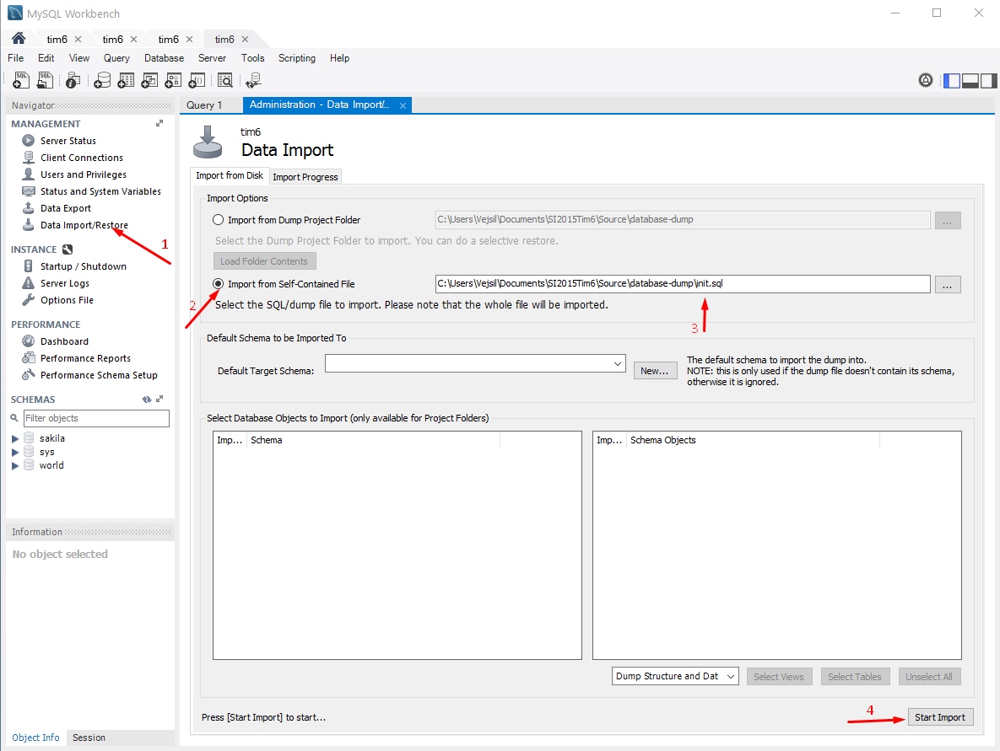 MySQL Workbench
tim6 tim6 tim6 tim6
File Edit View Query Database Server Tools Scripting Help
Navigator
MANAGEMENT
Server Status
Client Connections
Users and Privileges
Status and System Variables
Data Export
Data Import/Restore
1
INSTANCE
Startup / Shutdown
Server Logs
Options File
PERFORMANCE
Dashboard
Performance Reports
Performance Schema Setup
SCHEMAS
Filter objects
sakila
sys
world
Information
No object selected
Object Info Session
Query 1 Administration - Data Import/...
tim6
Data Import
Import from Disk Import Progress
Import Options
Import from Dump Project Folder C:\Users\Vejsil\Documents\SI2015Tim6\Source\database-dump ...
Select the Dump Project Folder to import. You can do a selective restore.
Load Folder Contents
Import from Self-Contained File C:\Users\Vejsil\Documents\SI2015Tim6\Source\database-dump\init.sql ...
2
Select the SQL/dump file to import. Please note that the whole file will be imported.
3
Default Schema to be Imported To
Default Target Schema: New...
The default schema to import the dump into.
NOTE: this is only used if the dump file doesn't contain its schema,
otherwise it is ignored.
Select Database Objects to Import (only available for Project Folders)
Imp... Schema
Imp... Schema Objects
Dump Structure and Dat Select Views Select Tables Unselect All
Press [Start Import] to start...
4
Start Import